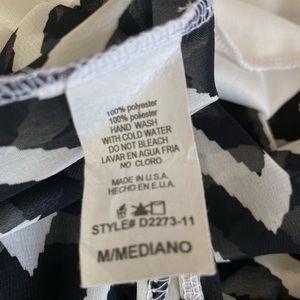 100% polyester
100% poliester
HAND WASH
WITH COLD WATER
DO NOT BLEACH
LAVAR EN AGUA FRIA
NO CLORO
MADE IN U.S.A.
HECHO EN E.U.A.
STYLE# D2273-11
M/MEDIANO